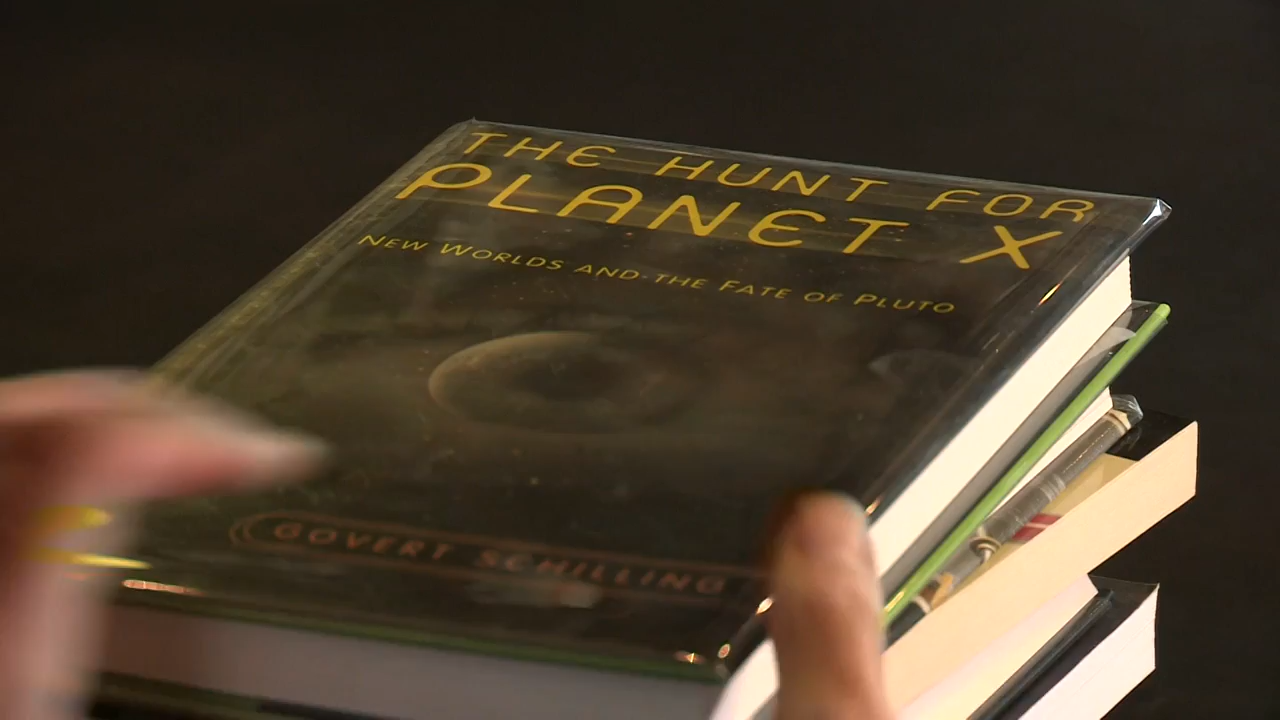 THE HUNT FOR
PLANET X
NEW WORLDS AND THE FATE OF PLUTO
GOVERT SCHILLING